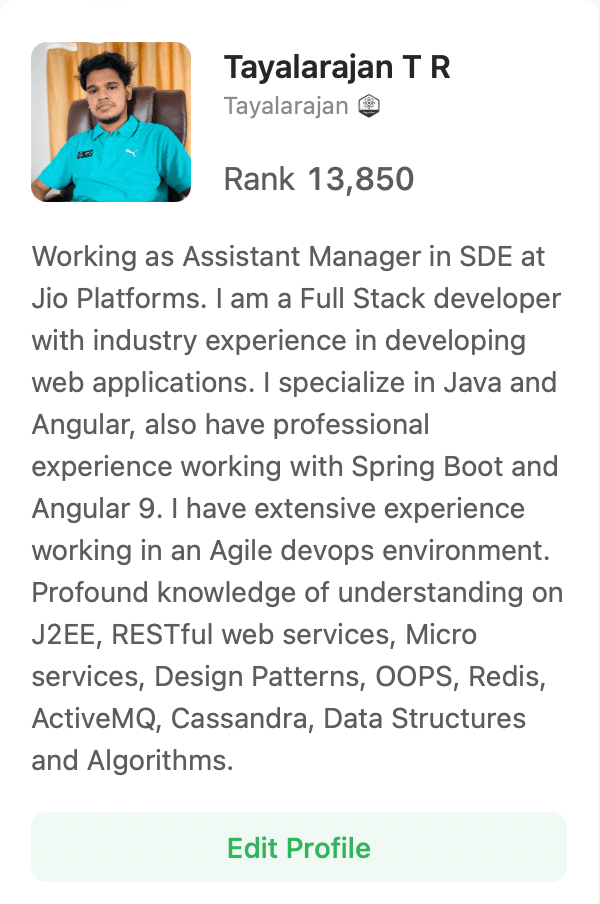 Tayalarajan T R
Tayalarajan
Rank 13,850
Working as Assistant Manager in SDE at
Jio Platforms. I am a Full Stack developer
with industry experience in developing
web applications. I specialize in Java and
Angular, also have professional
experience working with Spring Boot and
Angular 9. I have extensive experience
working in an Agile devops environment.
Profound knowledge of understanding on
J2EE, RESTful web services, Micro
services, Design Patterns, OOPS, Redis,
ActiveMQ, Cassandra, Data Structures
and Algorithms.
Edit Profile